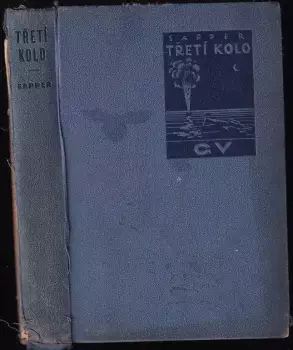 TŘETÍ
KOLO
SAPPER
SAPPER
TŘETÍ KOLO
GV